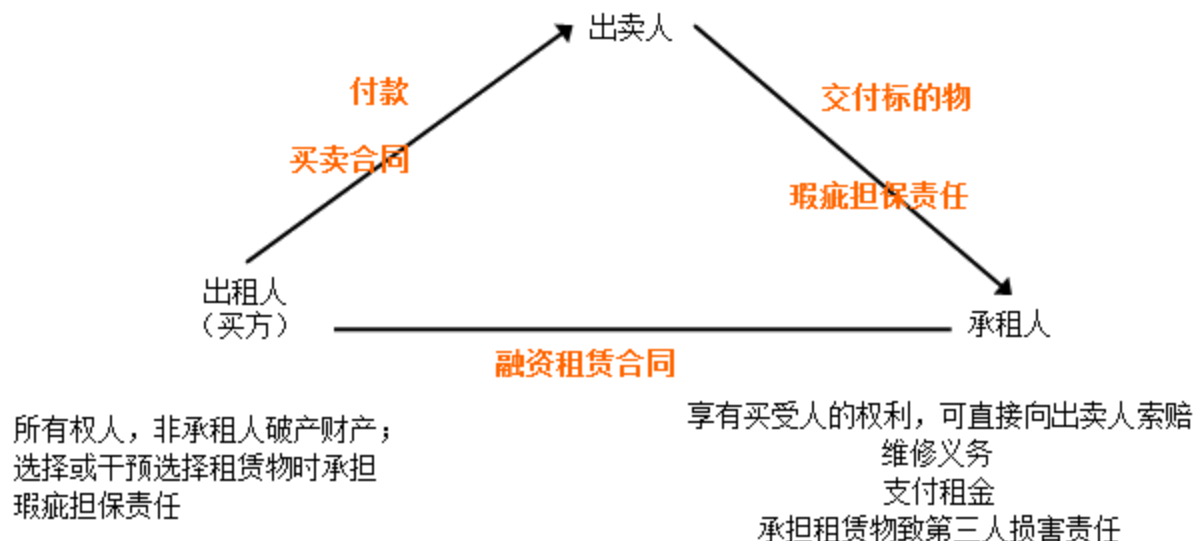 出卖人
付款
交付标的物
买卖合同
瑕疵担保责任
出租人
（买方）
承租人
融资租赁合同
所有权人，非承租人破产财产；
选择或干预选择租赁物时承担
瑕疵担保责任
享有买受人的权利，可直接向出卖人索赔
维修义务
支付租金
承担租赁物致第三人损害责任